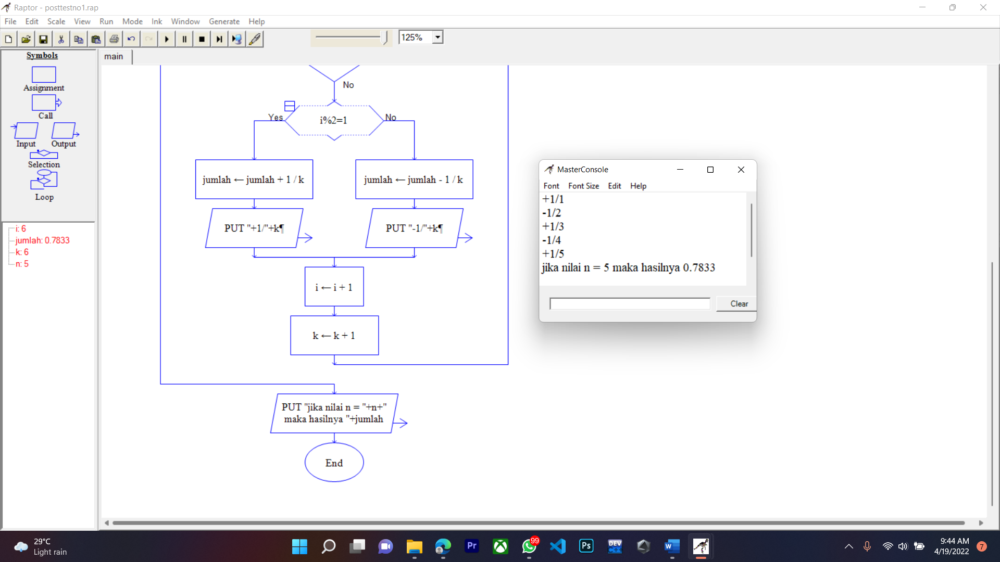 Raptor - posttestno1.rap
File Edit Scale View Run Mode Ink Window Generate Help
125%
Symbols
Assignment
Call
Input Output
Selection
Loop
i: 6
jumlah: 0.7833
k: 6
n: 5
main
No
Yes
i%2=1
No
jumlah ← jumlah + 1 / k
jumlah ← jumlah - 1 / k
PUT "+1/"+k¶
PUT "-1/"+k¶
i ← i + 1
k ← k + 1
PUT "jika nilai n = "+n+"
maka hasilnya "+jumlah
End
MasterConsole
Font Font Size Edit Help
+1/1
-1/2
+1/3
-1/4
+1/5
jika nilai n = 5 maka hasilnya 0.7833
Clear
29°C
Light rain
Pr
99
Ps
DEV
C++
W
9:44 AM
4/19/2022
7